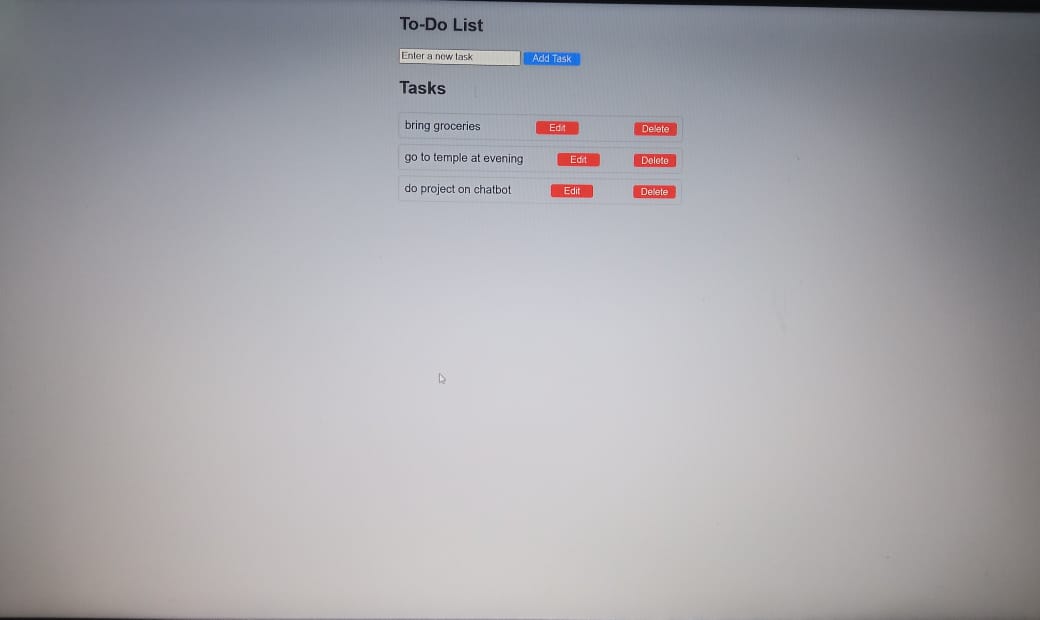 To-Do List
Enter a new task Add Task
Tasks
bring groceries Edit Delete
go to temple at evening Edit Delete
do project on chatbot Edit Delete